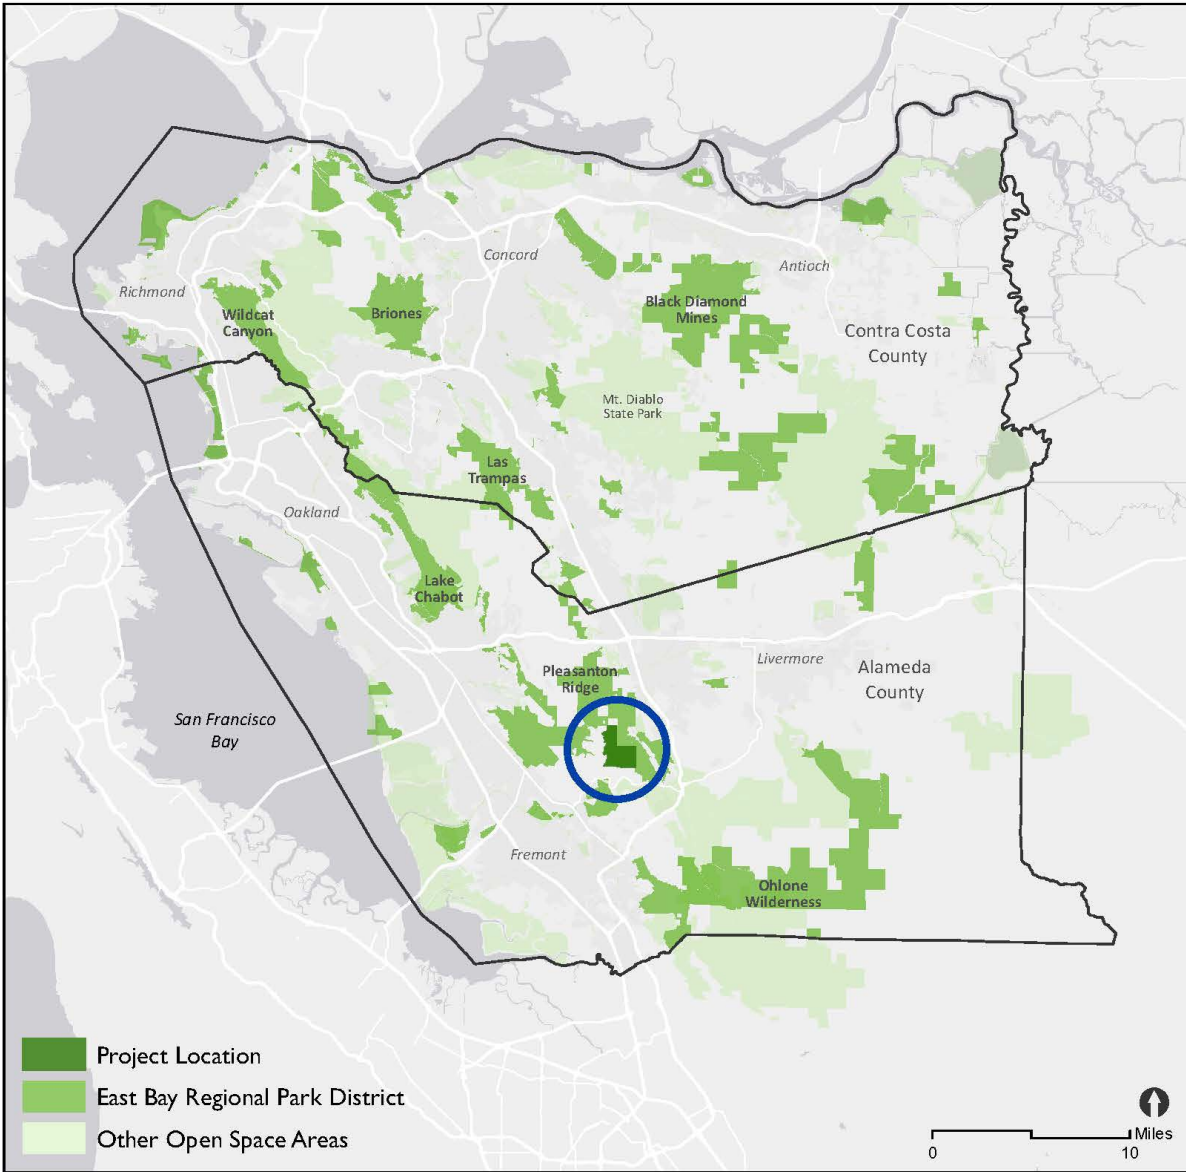 Concord
Antioch
Richmond
Wildcat
Canyon
Briones
Black Diamond
Mines
Contra Costa
County
Mt. Diablo
State Park
Las
Trampas
Oakland
Lake
Chabot
Pleasanton
Ridge
Livermore
Alameda
County
San Francisco
Bay
Fremont
Ohlone
Wilderness
Project Location
East Bay Regional Park District
Other Open Space Areas
Miles
0 10